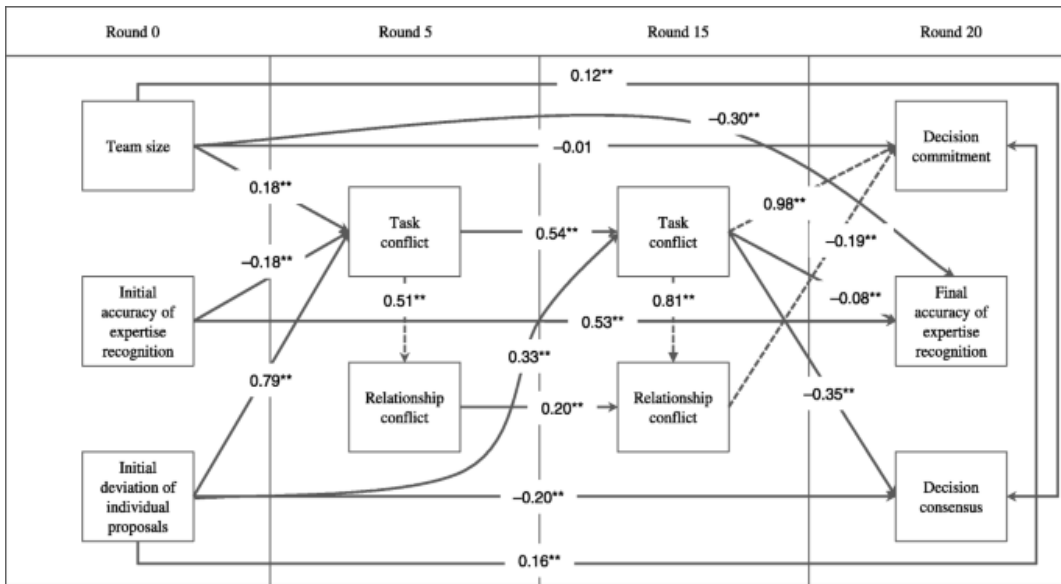 Round 0
Round 5
Round 15
Round 20
0.12**
−0.30**
Team size
−0.01
Decision
commitment
0.18**
Task
conflict
0.54**
Task
conflict
0.98**
−0.19**
−0.18**
Initial
accuracy of
expertise
recognition
0.51**
0.53**
0.81**
−0.08**
Final
accuracy of
expertise
recognition
0.33**
0.79**
Relationship
conflict
0.20**
Relationship
conflict
−0.35**
Initial
deviation of
individual
proposals
−0.20**
Decision
consensus
0.16**